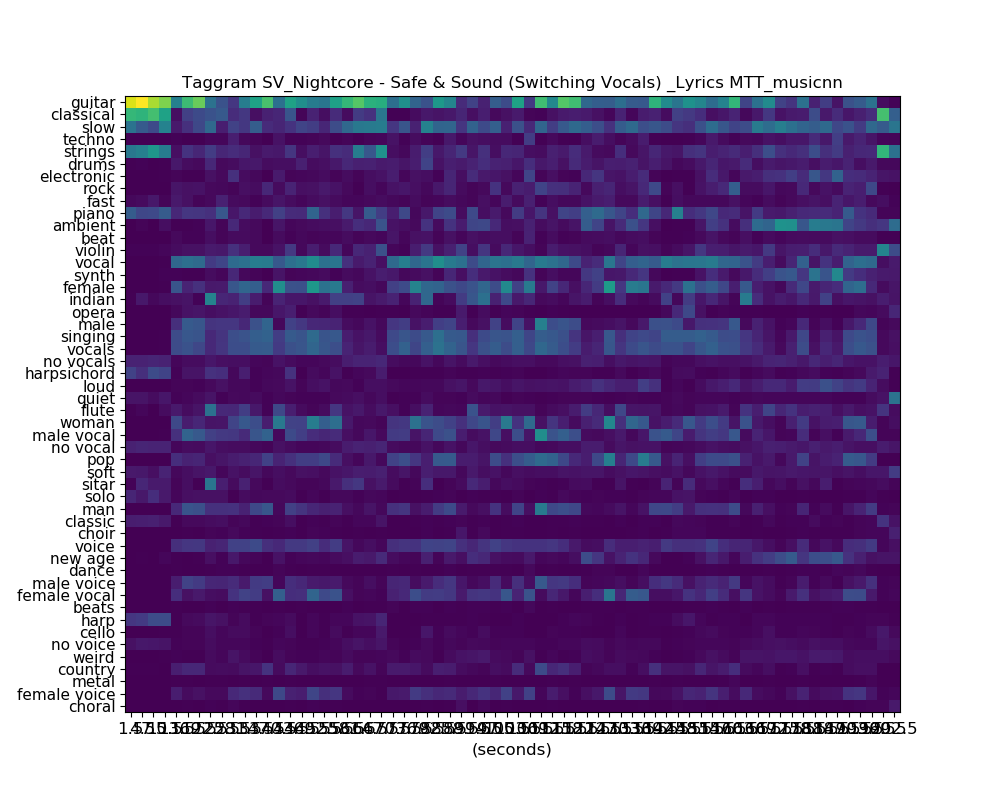 Taggram SV_Nightcore - Safe & Sound (Switching Vocals) _Lyrics MTT_musicnn
guitar
classical
slow
techno
strings
drums
electronic
rock
fast
piano
ambient
beat
violin
vocal
synth
female
indian
opera
male
singing
vocals
no vocals
harpsichord
loud
quiet
flute
woman
male vocal
no vocal
pop
soft
sitar
solo
man
classic
choir
voice
new age
dance
male voice
female vocal
beats
harp
cello
no voice
weird
country
metal
female voice
choral
(seconds)